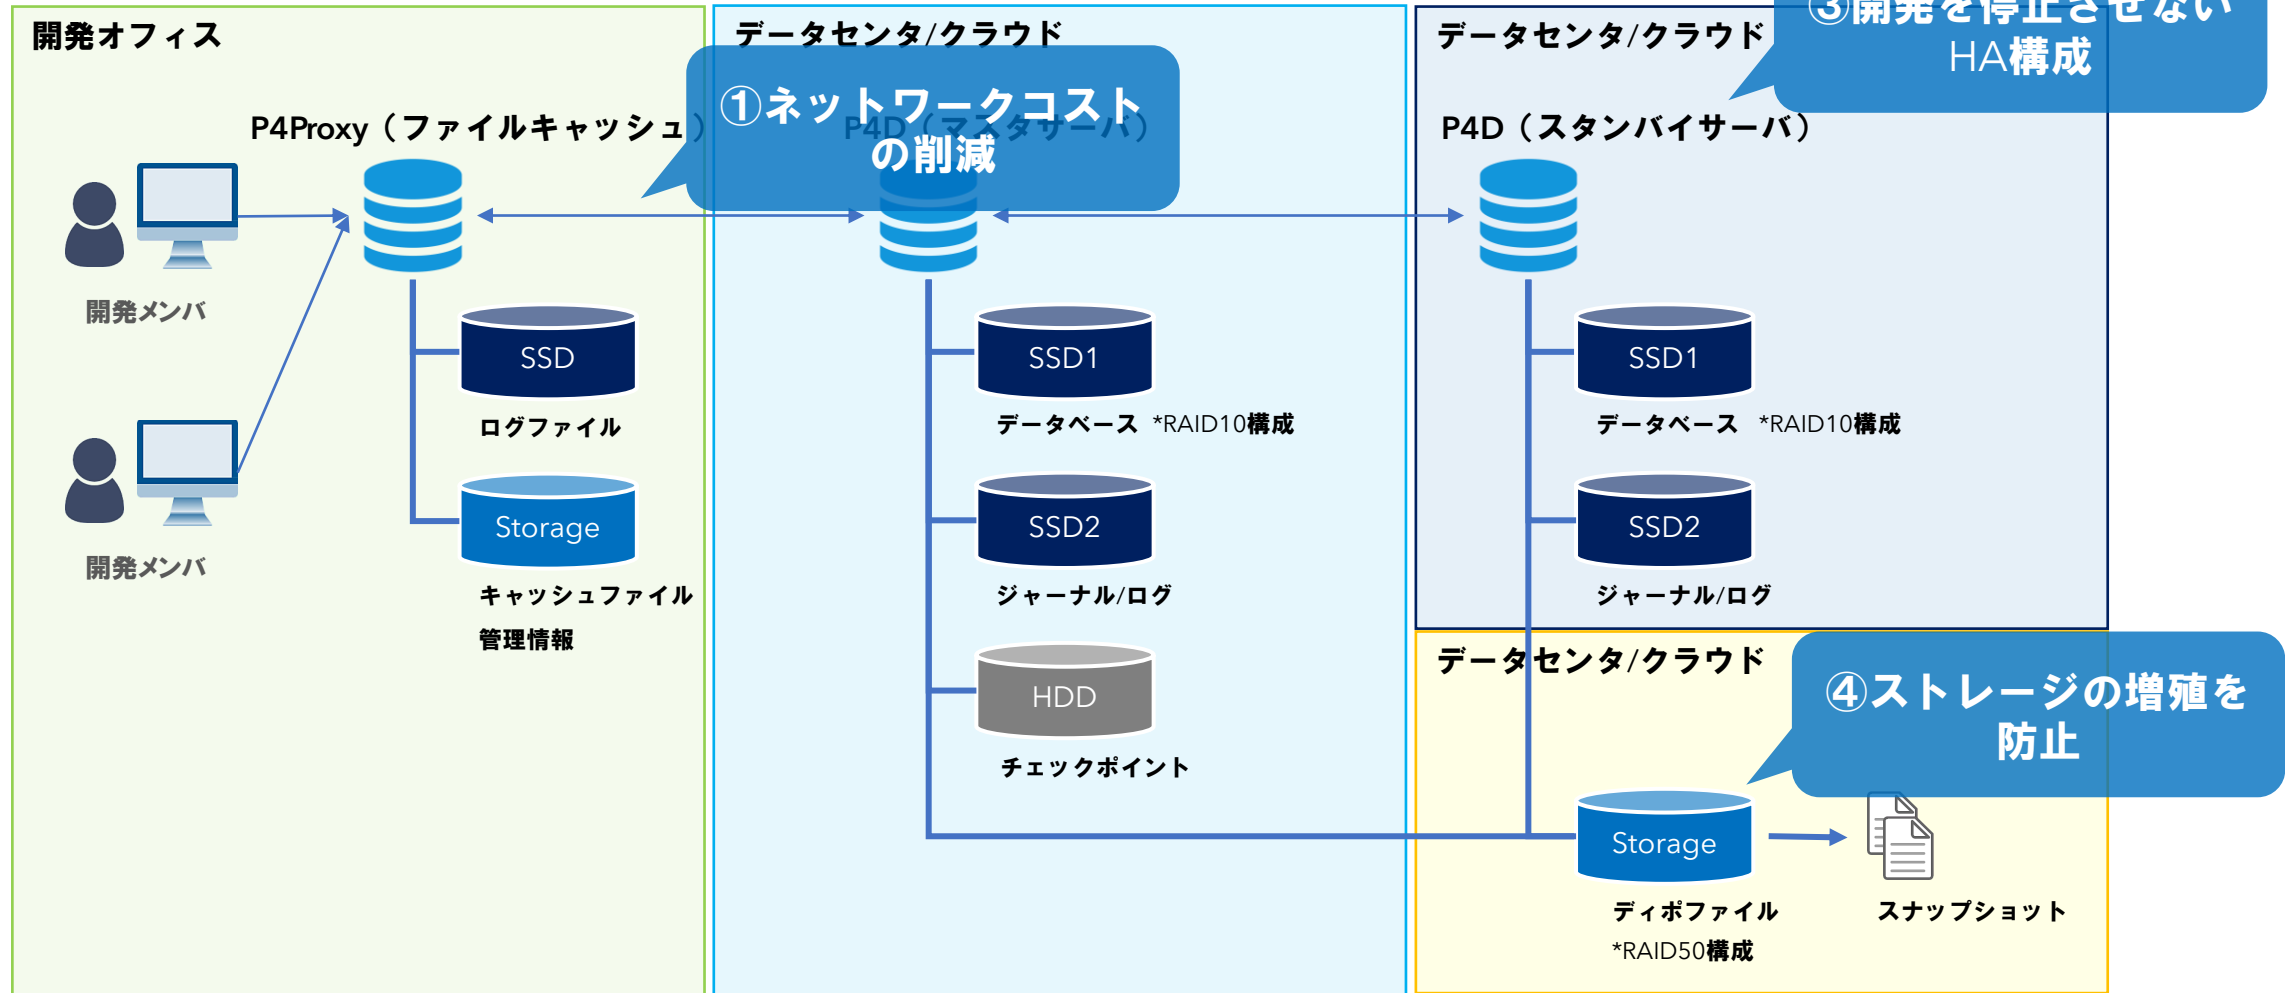 開発オフィス
P4Proxy（ファイルキャッシュ）
開発メンバ
開発メンバ
SSD
ログファイル
Storage
キャッシュファイル
管理情報
データセンタ/クラウド
①ネットワークコスト
の削減
P4D（マスタサーバ）
SSD1
データベース *RAID10構成
SSD2
ジャーナル/ログ
HDD
チェックポイント
データセンタ/クラウド
③開発を停止させない
HA構成
P4D（スタンバイサーバ）
SSD1
データベース *RAID10構成
SSD2
ジャーナル/ログ
データセンタ/クラウド
④ストレージの増殖を
防止
Storage
ディポファイル
*RAID50構成
スナップショット